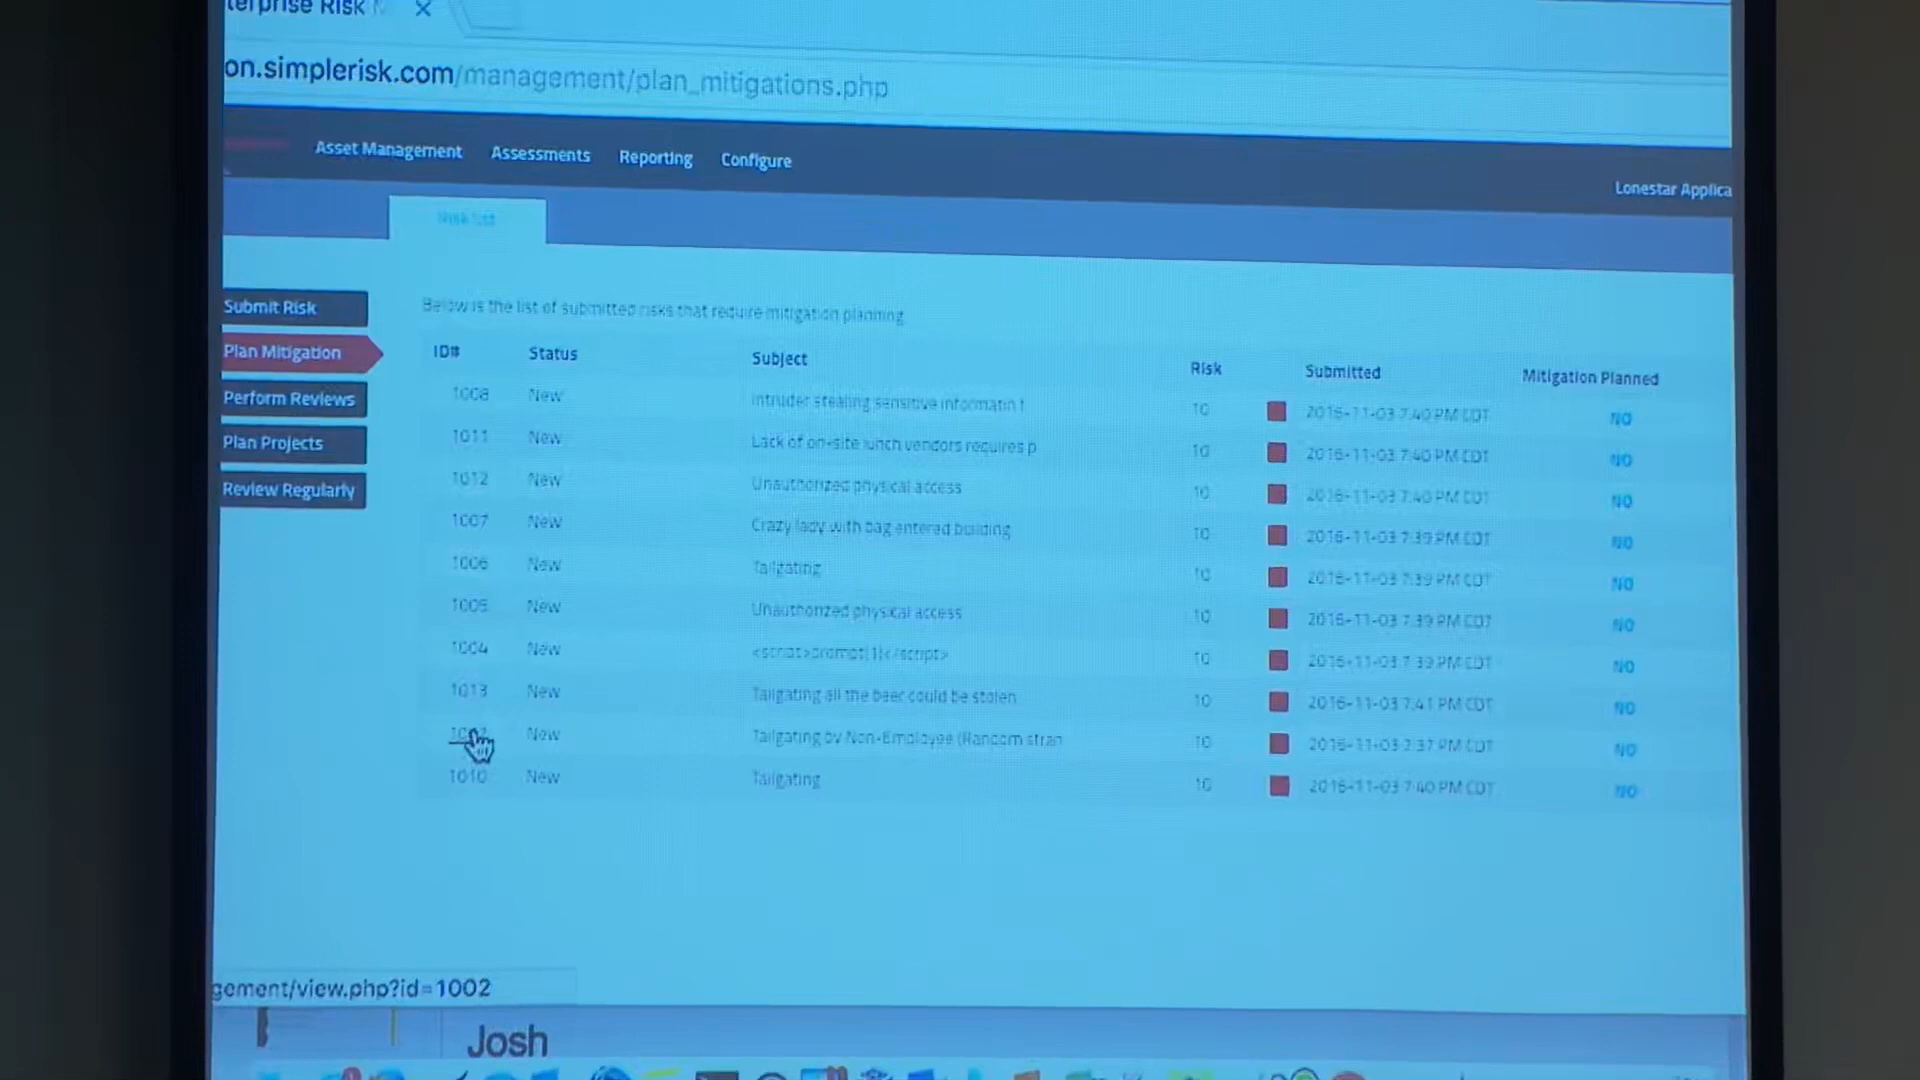 erprise Risk
on.simplerisk.com/management/plan_mitigations.php
Asset Management Assessments Reporting Configure
Lonestar Applica
Risk List
Submit Risk
Plan Mitigation
Perform Reviews
Plan Projects
Review Regularly
Below is the list of submitted risks that require mitigation planning
ID# Status Subject Risk Submitted Mitigation Planned
1008 New Intruder stealing sensitive informatin f 10 2016-11-03 7:40 PM CDT NO
1011 New Lack of on-site lunch vendors requires p 10 2016-11-03 7:40 PM CDT NO
1012 New Unauthorized physical access 10 2016-11-03 7:40 PM CDT NO
1007 New Crazy lady with bag entered building 10 2016-11-03 7:39 PM CDT NO
1006 New Tailgating 10 2016-11-03 7:39 PM CDT NO
1005 New Unauthorized physical access 10 2016-11-03 7:39 PM CDT NO
1004 New <script>prompt(1)</script> 10 2016-11-03 7:39 PM CDT NO
1013 New Tailgating all the beer could be stolen 10 2016-11-03 7:41 PM CDT NO
New Tailgating by Non-Employee (Random stran 10 2016-11-03 7:37 PM CDT NO
1010 New Tailgating 10 2016-11-03 7:40 PM CDT NO
gement/view.php?id=1002
Josh